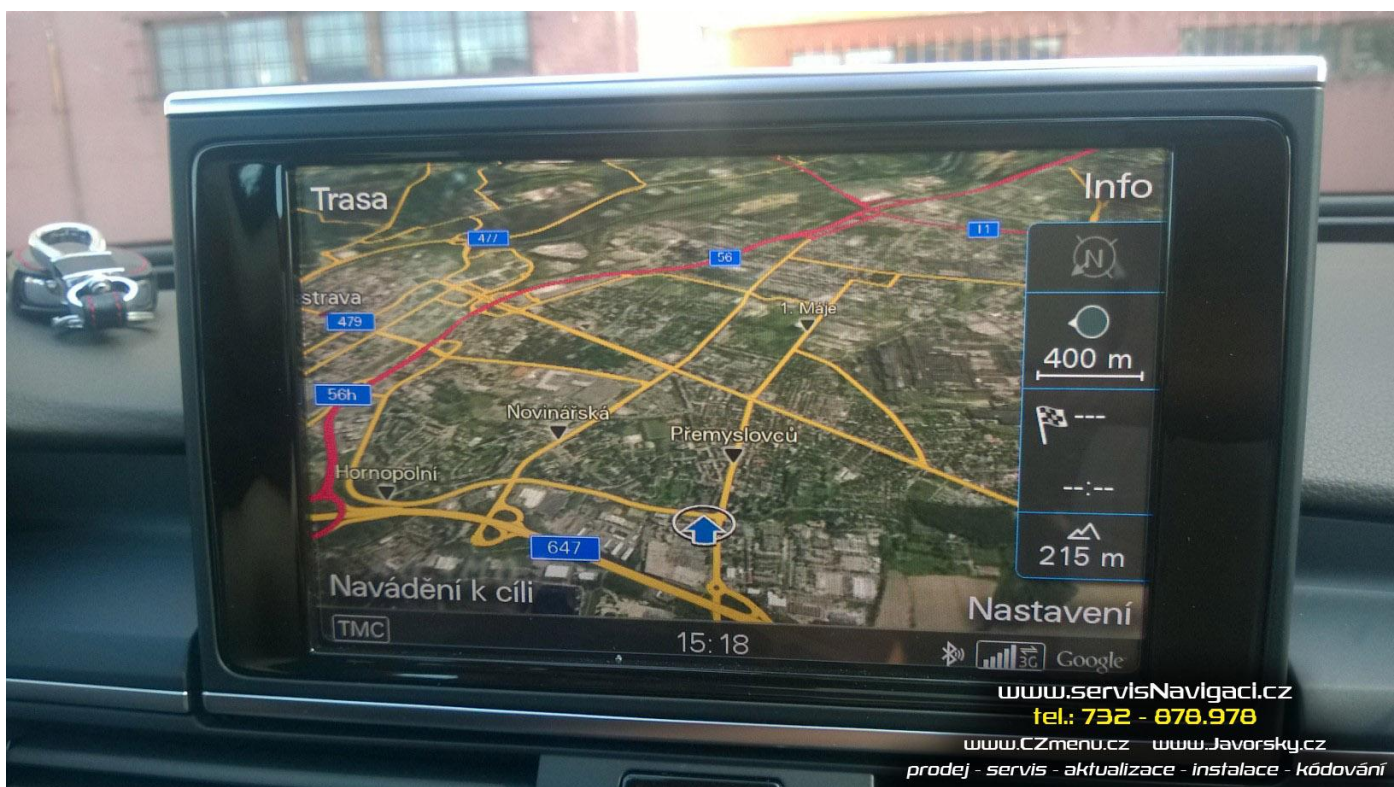 Trasa
Info
477
11
56
N
strava
479
1. Máje
400 m
56h
Novinářská
---
Přemyslovců
Hornopolní
--:--
647
215 m
Navádění k cíli
Nastavení
TMC
15:18
3G
Google
www.servisNavigaci.cz
tel.: 732 - 878.978
www.CZmenu.cz www.Javorsky.cz
prodej - servis - aktualizace - instalace - kódování